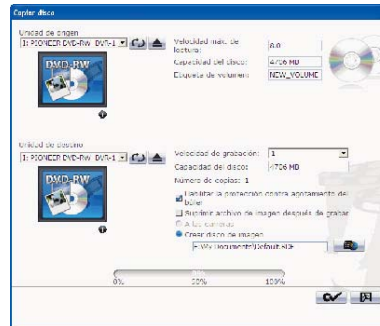 Copiar disco
Unidad de origen
1: PIONEER DVD-RW DVR-1
Velocidad máx. de lectura:
8.0
Capacidad del disco:
4706 MB
Etiqueta de volumen:
NEW_VOLUME
DVD-RW
Unidad de destino
1: PIONEER DVD-RW DVR-1
Velocidad de grabación:
1
Capacidad del disco:
4706 MB
Número de copias: 1
DVD-RW
Habilitar la protección contra agotamiento del búfer
Suprimir archivo de imagen después de grabar
Crear disco de imagen
0%
50%
100%